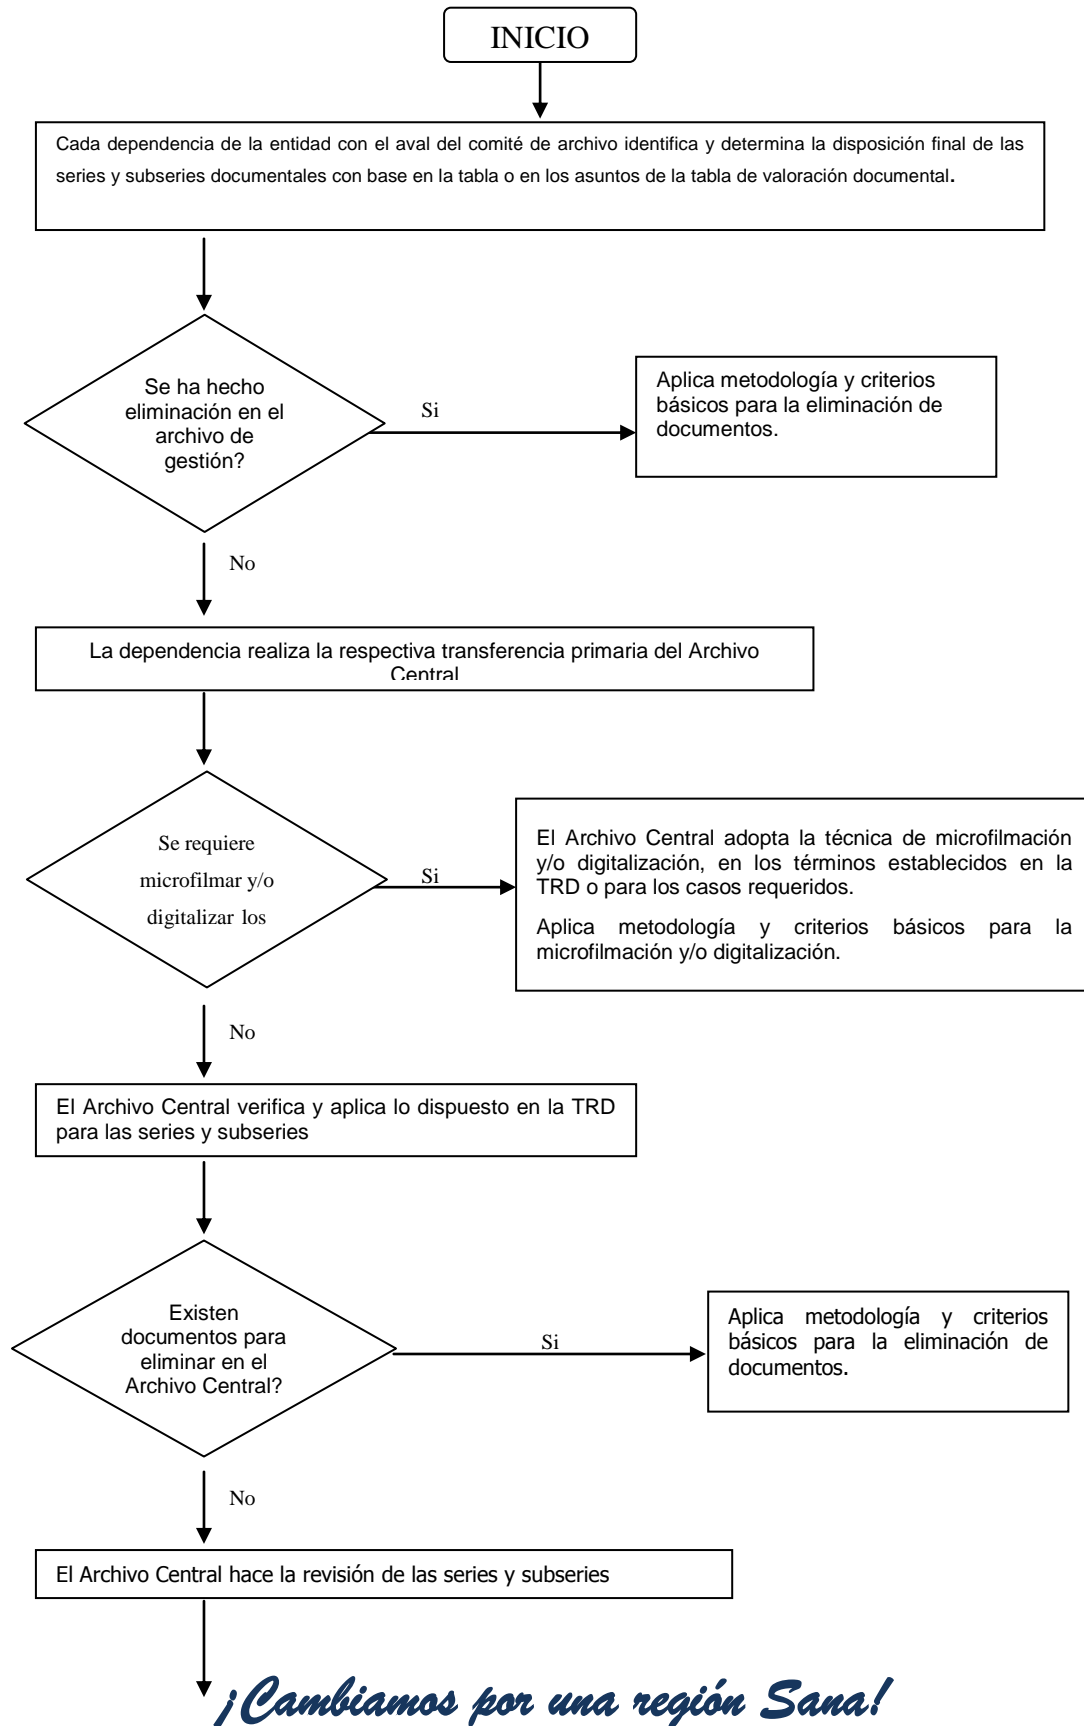 INICIO
Cada dependencia de la entidad con el aval del comité de archivo identifica y determina la disposición final de las
series y subseries documentales con base en la tabla o en los asuntos de la tabla de valoración documental.
Se ha hecho
eliminación en el
archivo de
gestión?
Si
Aplica metodología y criterios
básicos para la eliminación de
documentos.
No
La dependencia realiza la respectiva transferencia primaria del Archivo
Central
Se requiere
microfilmar y/o
digitalizar los
Si
El Archivo Central adopta la técnica de microfilmación
y/o digitalización, en los términos establecidos en la
TRD o para los casos requeridos.
Aplica metodología y criterios básicos para la
microfilmación y/o digitalización.
No
El Archivo Central verifica y aplica lo dispuesto en la TRD
para las series y subseries
Existen
documentos para
eliminar en el
Archivo Central?
Si
Aplica metodología y criterios
básicos para la eliminación de
documentos.
No
El Archivo Central hace la revisión de las series y subseries
¡Cambiamos por una región Sana!